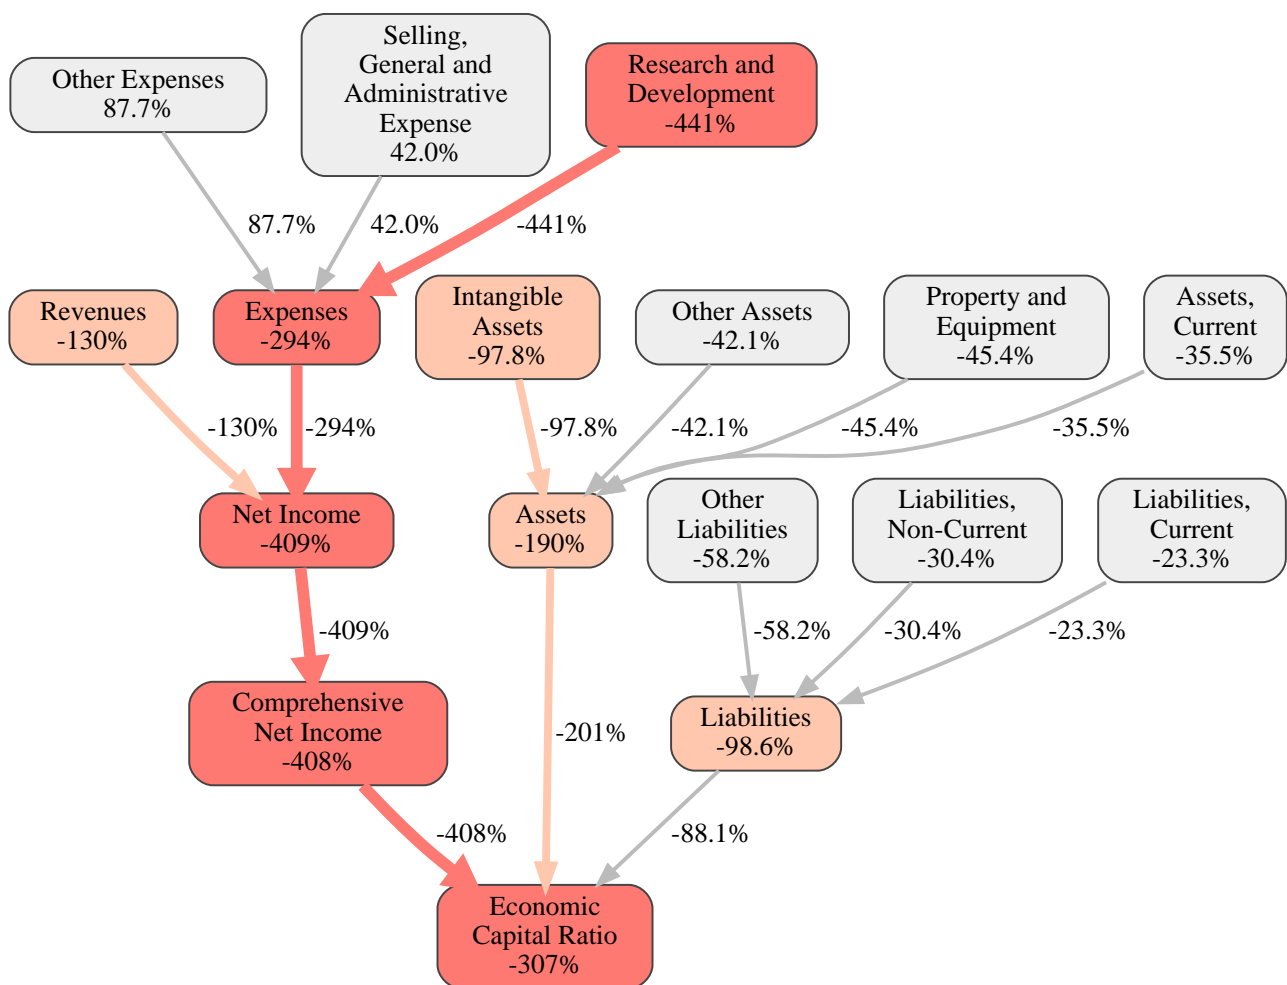 Other Expenses
87.7%
Selling,
General and
Administrative
Expense
42.0%
Research and
Development
-441%
87.7%
42.0%
-441%
Revenues
-130%
Expenses
-294%
Intangible
Assets
-97.8%
Other Assets
-42.1%
Property and
Equipment
-45.4%
Assets,
Current
-35.5%
-130%
-294%
-97.8%
-42.1%
-45.4%
-35.5%
Net Income
-409%
Assets
-190%
Other
Liabilities
-58.2%
Liabilities,
Non-Current
-30.4%
Liabilities,
Current
-23.3%
-409%
-58.2%
-30.4%
-23.3%
Comprehensive
Net Income
-408%
-201%
Liabilities
-98.6%
-408%
-88.1%
Economic
Capital Ratio
-307%